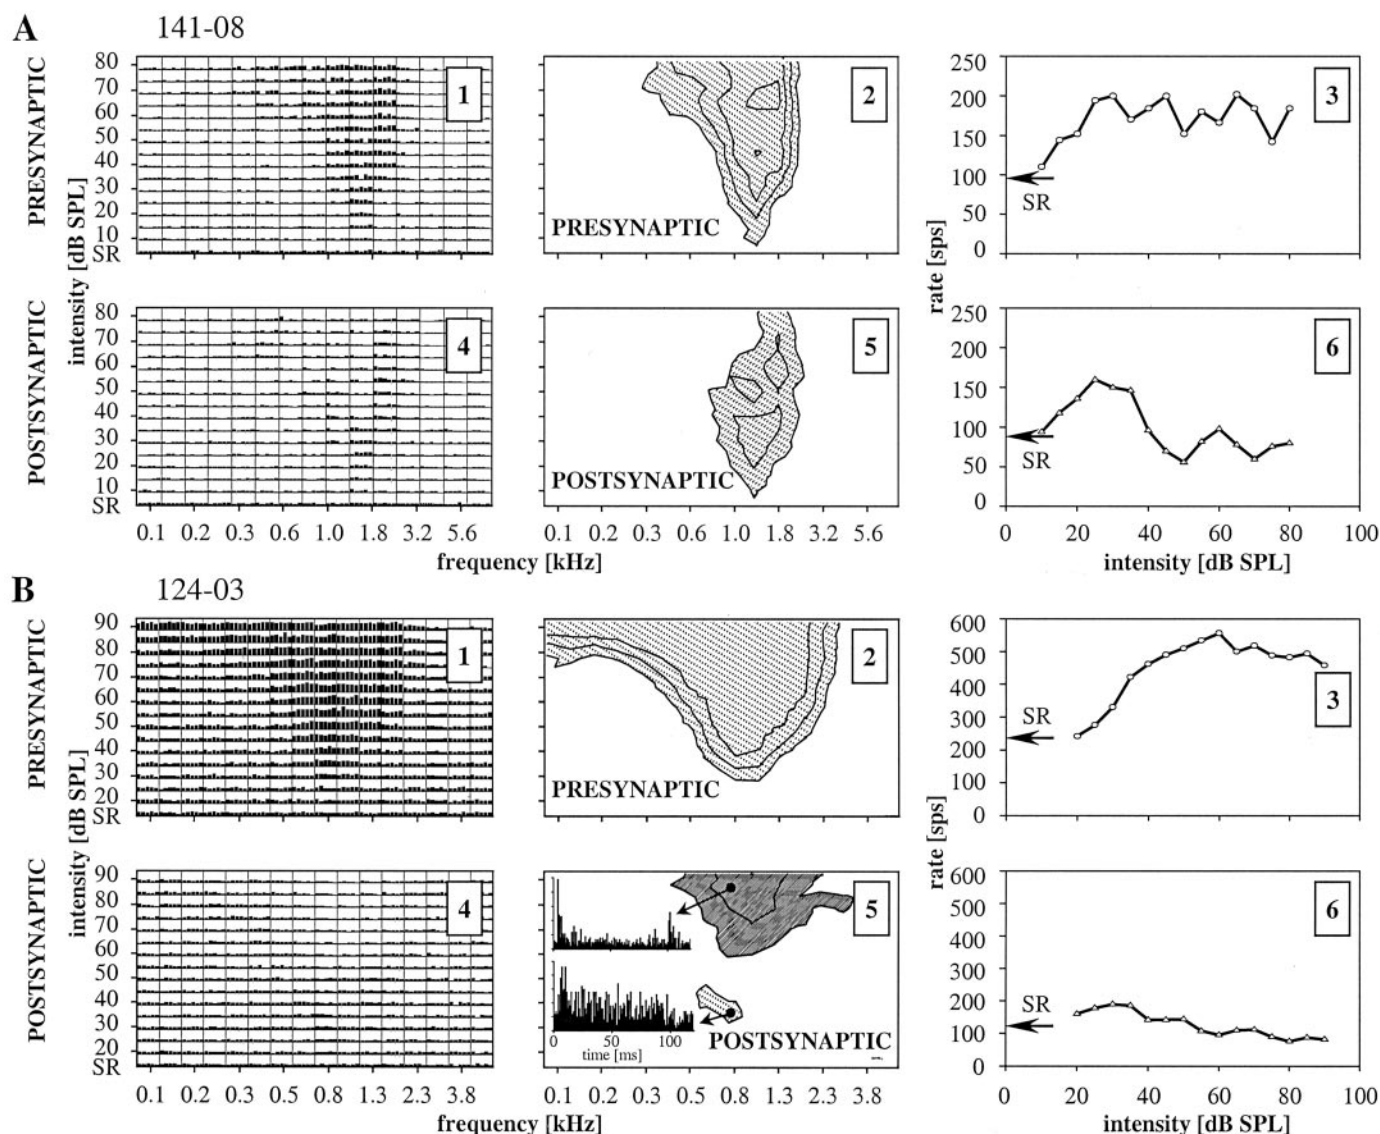 A
141-08
PRESYNAPTIC
intensity [dB SPL]
80
70
60
50
40
30
20
10
SR
1
PRESYNAPTIC
2
250
200
150
100
50
0
SR
3
rate [sps]
POSTSYNAPTIC
80
70
60
50
40
30
20
10
SR
4
0.1 0.2 0.3 0.6 1.0 1.8 3.2 5.6
POSTSYNAPTIC
5
0.1 0.2 0.3 0.6 1.0 1.8 3.2 5.6
frequency [kHz]
250
200
150
100
50
0
SR
6
0 20 40 60 80 100
intensity [dB SPL]
B
124-03
PRESYNAPTIC
intensity [dB SPL]
90
80
70
60
50
40
30
20
SR
1
PRESYNAPTIC
2
600
500
400
300
200
100
0
SR
3
rate [sps]
POSTSYNAPTIC
90
80
70
60
50
40
30
20
SR
4
0.1 0.2 0.3 0.5 0.8 1.3 2.3 3.8
5
0 50 100
0 50 100
time [ms]
POSTSYNAPTIC
0.1 0.2 0.3 0.5 0.8 1.3 2.3 3.8
frequency [kHz]
600
500
400
300
200
100
0
SR
6
0 20 40 60 80 100
intensity [dB SPL]